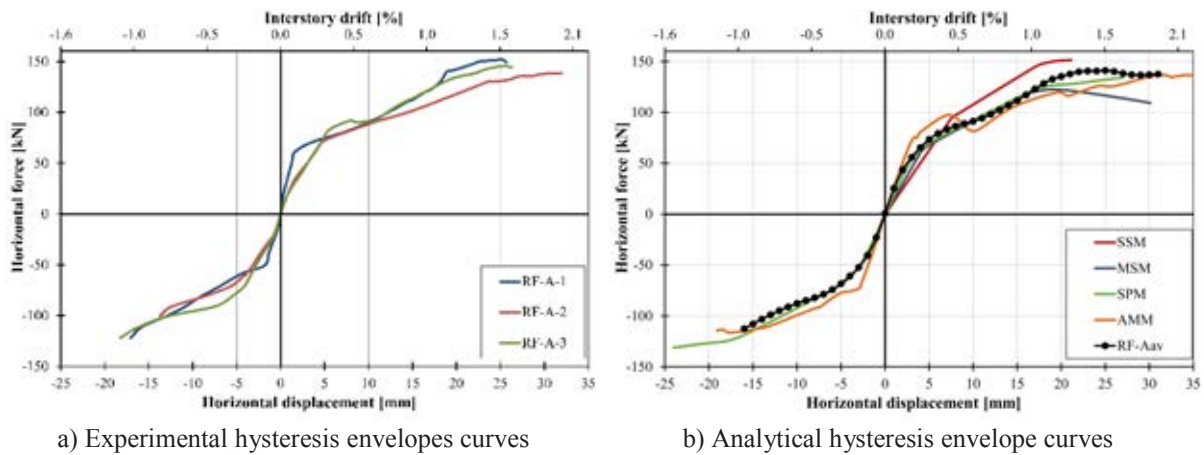 Interstory drift [%]
-1.6 -1.0 -0.5 0.0 0.5 1.0 1.6 2.1
Horizontal force [kN]
150
100
50
0
-50
-100
-150
RF-A-1
RF-A-2
RF-A-3
-25 -20 -15 -10 -5 0 5 10 15 20 25 30 35
Horizontal displacement [mm]
a) Experimental hysteresis envelopes curves
Interstory drift [%]
-1.6 -1.0 -0.5 0.0 0.5 1.0 1.5 2.1
Horizontal force [kN]
150
100
50
0
-50
-100
-150
SSM
MSM
SPM
AMM
RF-Aav
-25 -20 -15 -10 -5 0 5 10 15 20 25 30 35
Horizontal displacement [mm]
b) Analytical hysteresis envelope curves